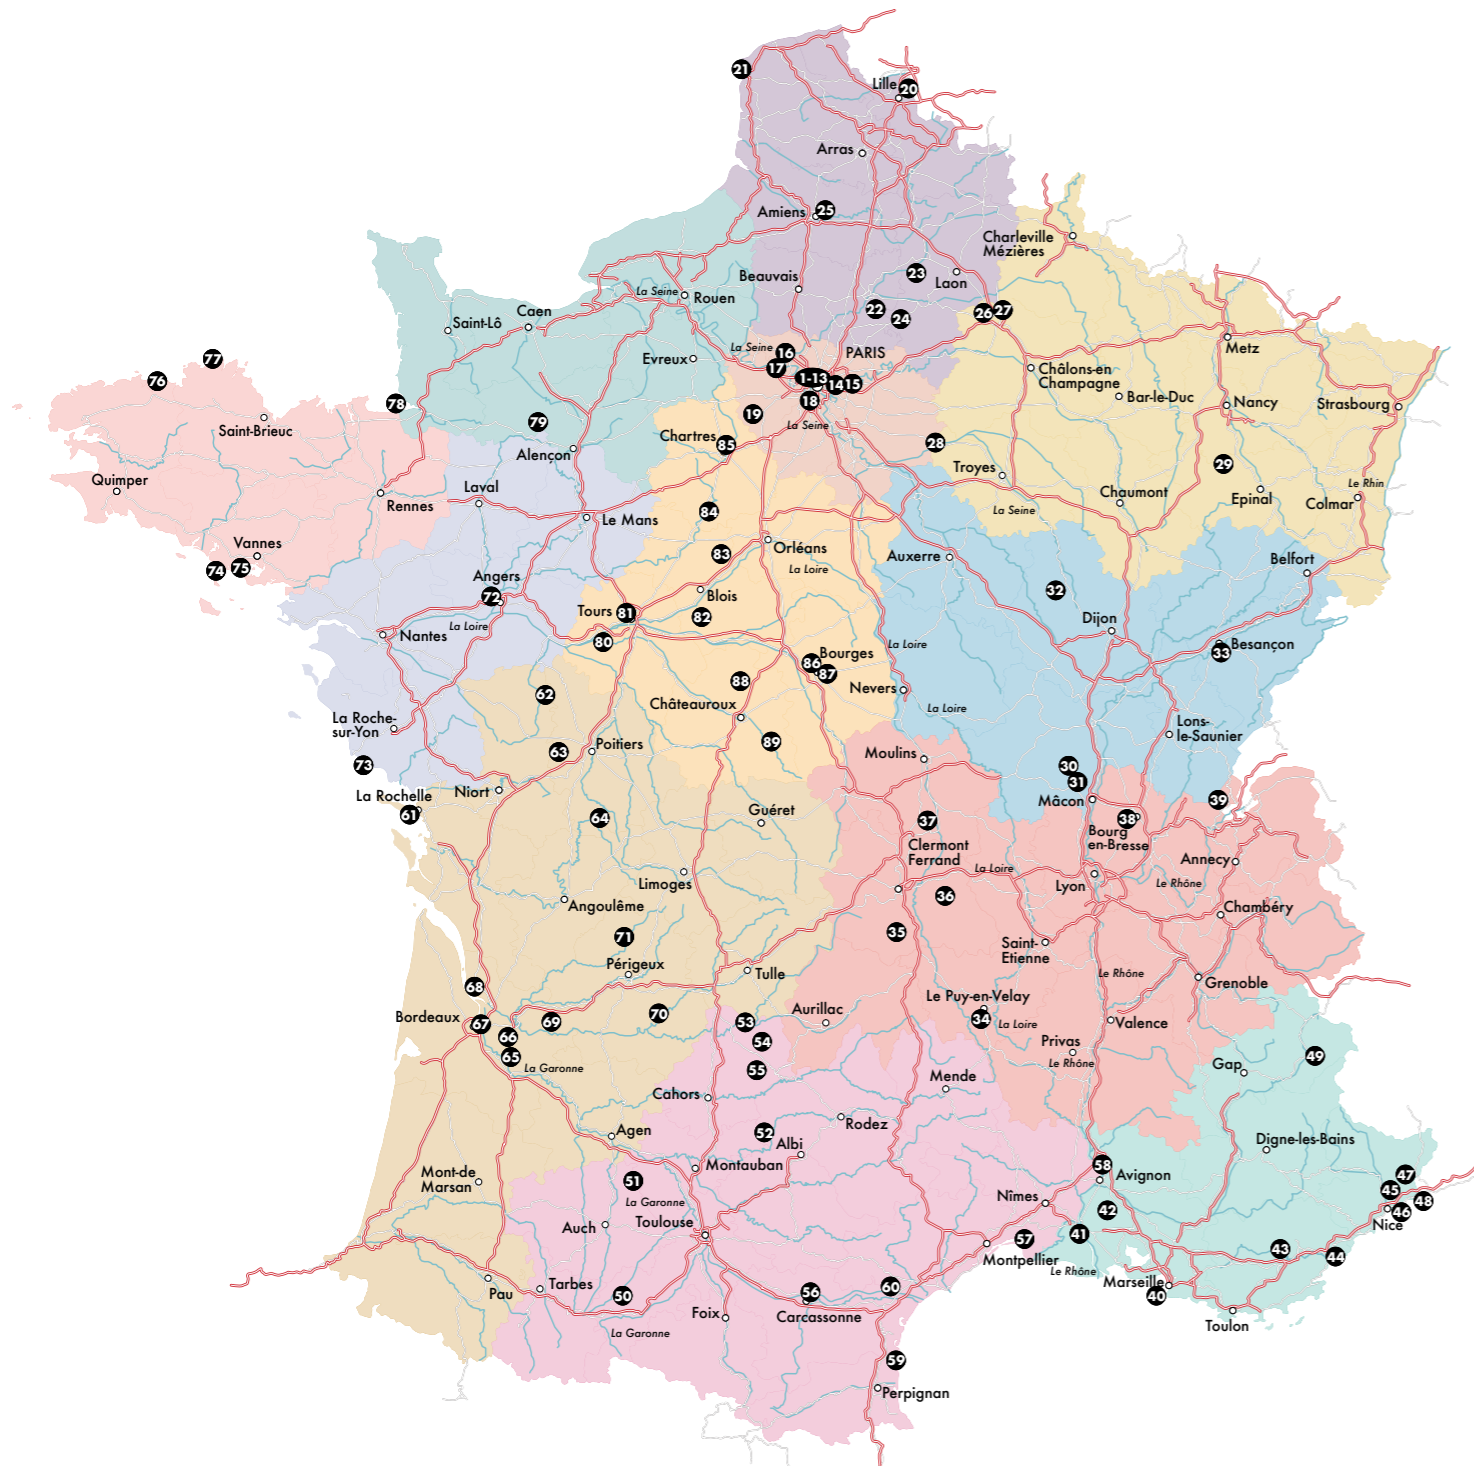 21
Lille
20
Arras
Amiens
25
Charleville
Mézières
Beauvais
23
Laon
La Seine
Rouen
22
24
26
27
Caen
Saint-Lô
Metz
La Seine
16
PARIS
Evreux
77
17
Châlons-en
Champagne
76
1-13
14
15
Bar-le-Duc
Nancy
Strasbourg
78
18
19
La Seine
Saint-Brieuc
79
Chartres
85
28
Alençon
Troyes
29
Quimper
Laval
Rennes
Chaumont
Epinal
Le Rhin
Colmar
La Seine
Le Mans
84
Vannes
Orléans
83
Auxerre
Belfort
74
75
La Loire
Angers
72
Blois
32
Tours
81
82
Dijon
Nantes
La Loire
80
La Loire
Besançon
33
86
Bourges
87
88
Nevers
62
La Loire
Châteauroux
La Roche-
sur-Yon
Lons-
le-Saunier
63
Poitiers
89
Moulins
73
30
31
Niort
La Rochelle
61
Mâcon
39
64
Guéret
37
38
Bourg
en-Bresse
Clermont
Ferrand
La Loire
Annecy
Limoges
Lyon
Le Rhône
36
Angoulême
Chambéry
71
35
Saint-
Etienne
Périgeux
Tulle
Le Rhône
Grenoble
68
Le Puy-en-Velay
Bordeaux
67
69
70
53
Aurillac
34
La Loire
Valence
66
54
Privas
65
La Garonne
55
Le Rhône
Gap
49
Mende
Cahors
Agen
52
Rodez
Albi
Digne-les-Bains
Montauban
58
Avignon
Mont-de
Marsan
51
47
La Garonne
Nîmes
45
48
Auch
Toulouse
42
46
Nice
41
57
43
44
Montpellier
Le Rhône
Tarbes
Pau
50
56
60
Marseille
40
Foix
Carcassonne
Toulon
La Garonne
59
Perpignan